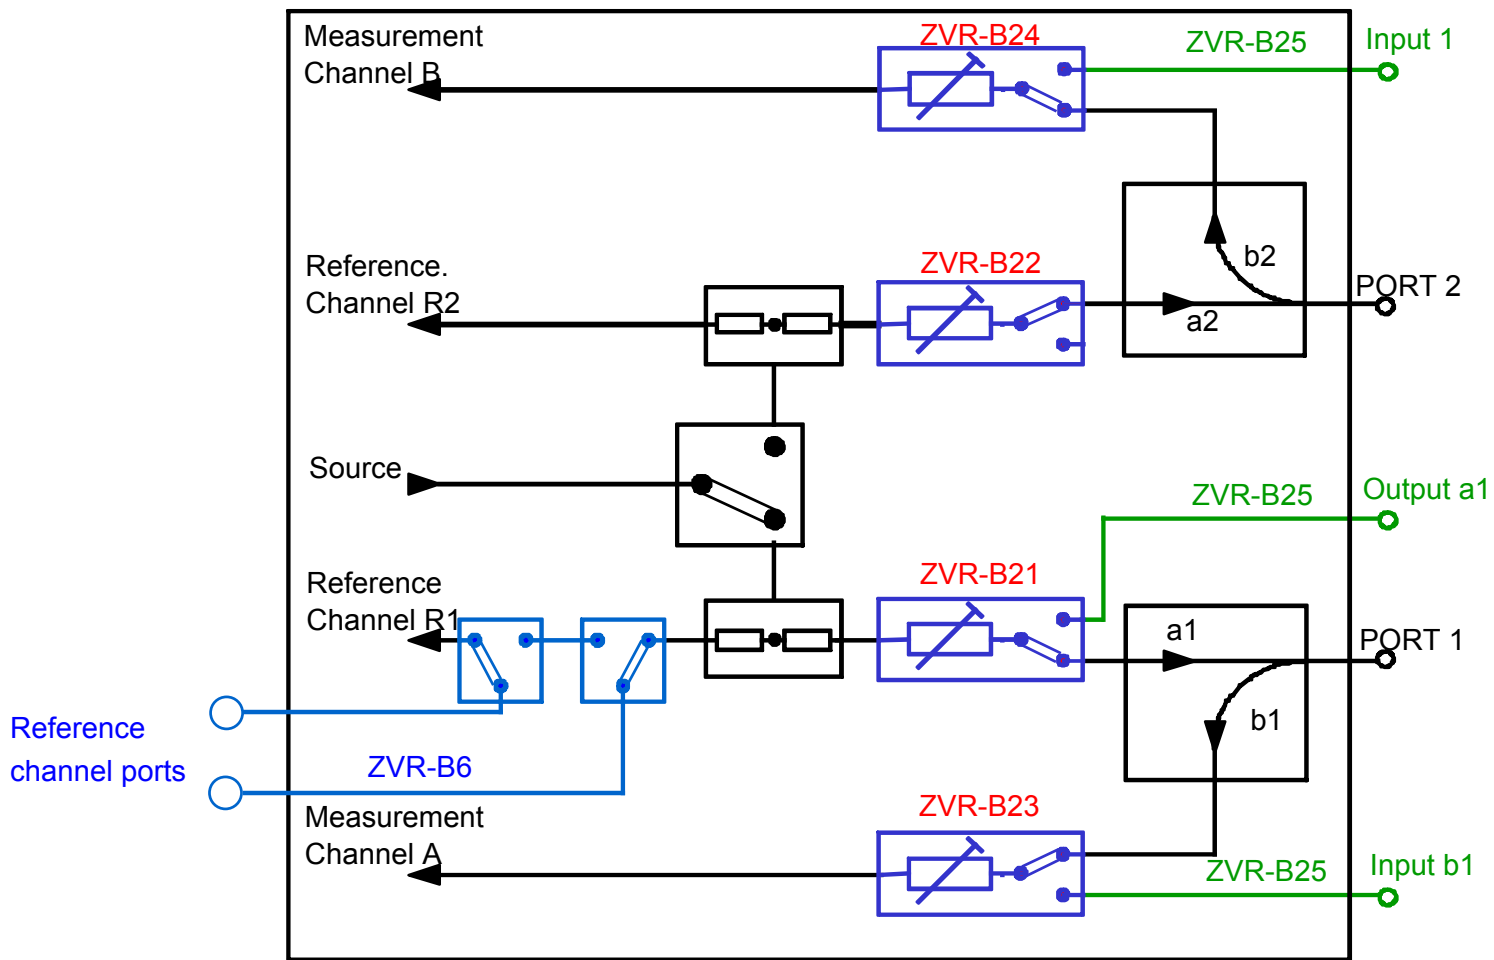 Measurement
Channel B
ZVR-B24
ZVR-B25
Input 1
b2
Reference.
Channel R2
ZVR-B22
a2
PORT 2
Source
ZVR-B25
Output a1
Reference
Channel R1
ZVR-B21
a1
PORT 1
b1
Reference
channel ports
ZVR-B6
Measurement
Channel A
ZVR-B23
ZVR-B25
Input b1